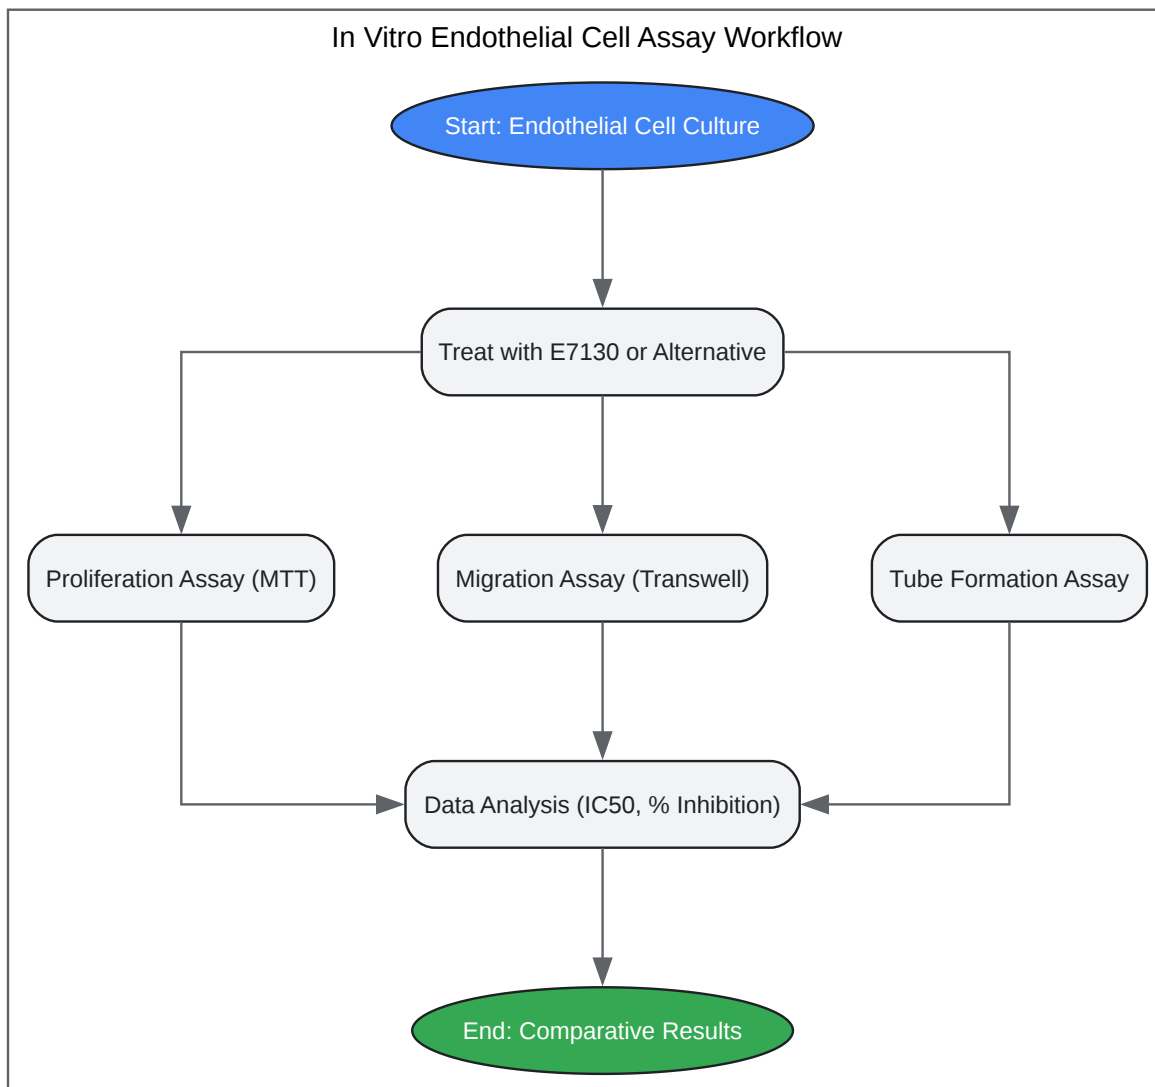 In Vitro Endothelial Cell Assay Workflow
Start: Endothelial Cell Culture
Treat with E7130 or Alternative
Proliferation Assay (MTT)
Migration Assay (Transwell)
Tube Formation Assay
Data Analysis (IC50, % Inhibition)
End: Comparative Results